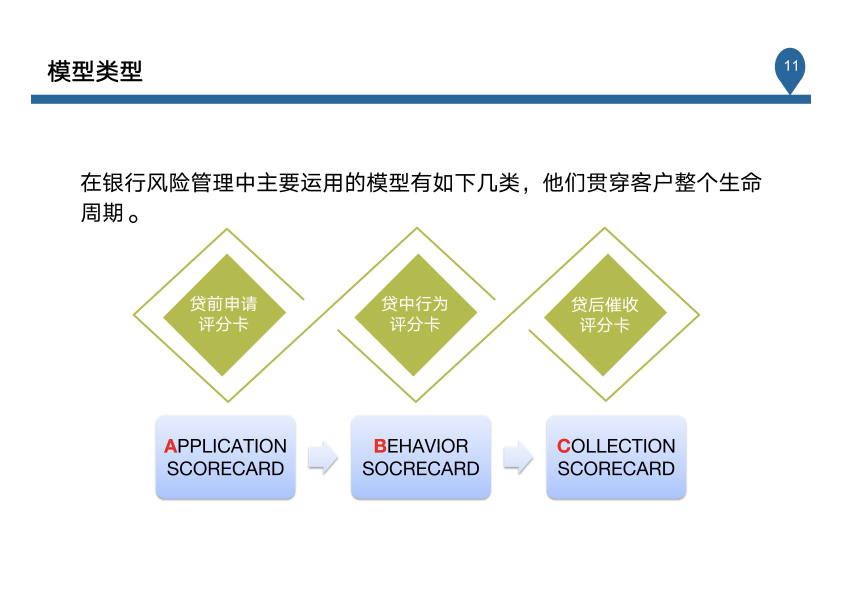 模型类型
11
在银行风险管理中主要运用的模型有如下几类，他们贯穿客户整个生命
周期。
贷前申请
评分卡
贷中行为
评分卡
贷后催收
评分卡
APPLICATION
SCORECARD
BEHAVIOR
SOCRECARD
COLLECTION
SCORECARD